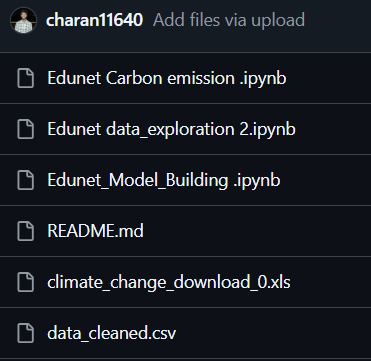 charan11640 Add files via upload
Edunet Carbon emission .ipynb
Edunet data_exploration 2.ipynb
Edunet_Model_Building .ipynb
README.md
climate_change_download_0.xls
data_cleaned.csv